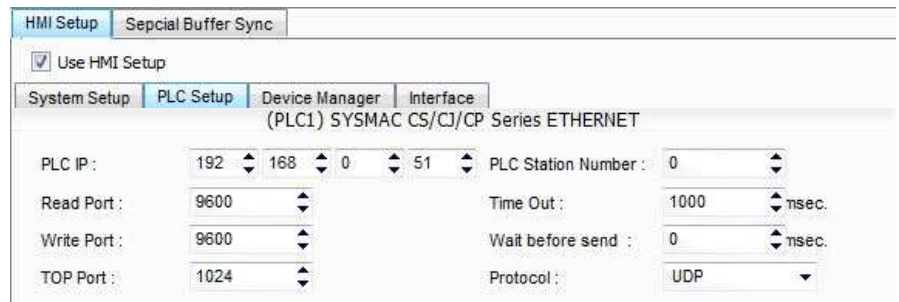 HMI Setup Sepcial Buffer Sync
Use HMI Setup
System Setup PLC Setup Device Manager Interface
(PLC1) SYSMAC CS/CJ/CP Series ETHERNET
PLC IP : 192 168 0 51 PLC Station Number : 0
Read Port : 9600 Time Out : 1000 msec.
Write Port : 9600 Wait before send : 0 msec.
TOP Port : 1024 Protocol : UDP